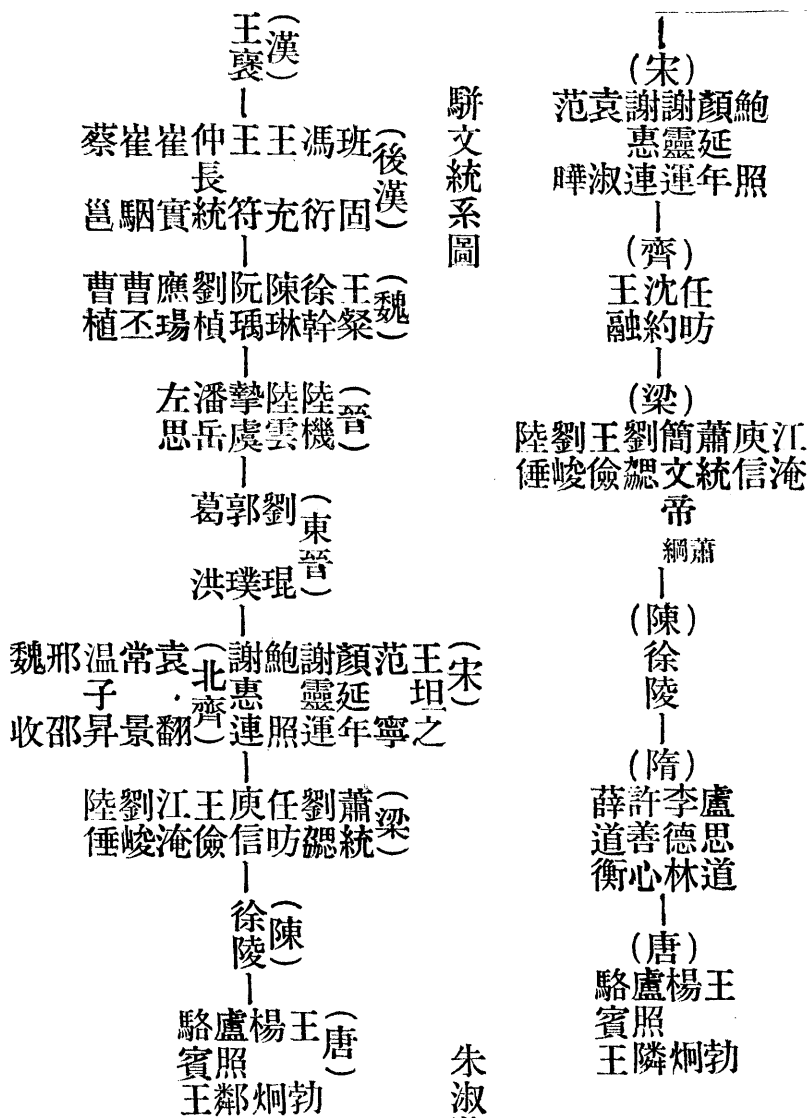 (宋)
鮑照 顏延年 謝靈運 謝惠連 袁淑 范曄
(齊)
任昉 沈約 王融
(梁)
江淹 庾信 蕭統 簡文帝蕭綱 劉勰 王儉 劉峻 陸倕
(陳)
徐陵
(隋)
盧思道 李德林 許善心 薛道衡
(唐)
王勃 楊炯 盧照隣 駱賓王
駢文統系圖
朱淑
(漢)
王襃
(後漢)
班固 馮衍 王充 王符 仲長統 崔實 崔駰 蔡邕
(魏)
王粲 徐幹 陳琳 阮瑀 劉楨 應瑒 曹丕 曹植
(晉)
陸機 陸雲 摯虞 潘岳 左思
(東晉)
劉琨 郭璞 葛洪
(宋)
王坦之 范寧 顏延年 謝靈運 鮑照 謝惠連
(北齊)
袁翻 常景 温子昇 邢邵 魏收
(梁)
蕭統 劉勰 任昉 庾信 王儉 江淹 劉峻 陸倕
(陳)
徐陵
(唐)
王勃 楊炯 盧照鄰 駱賓王